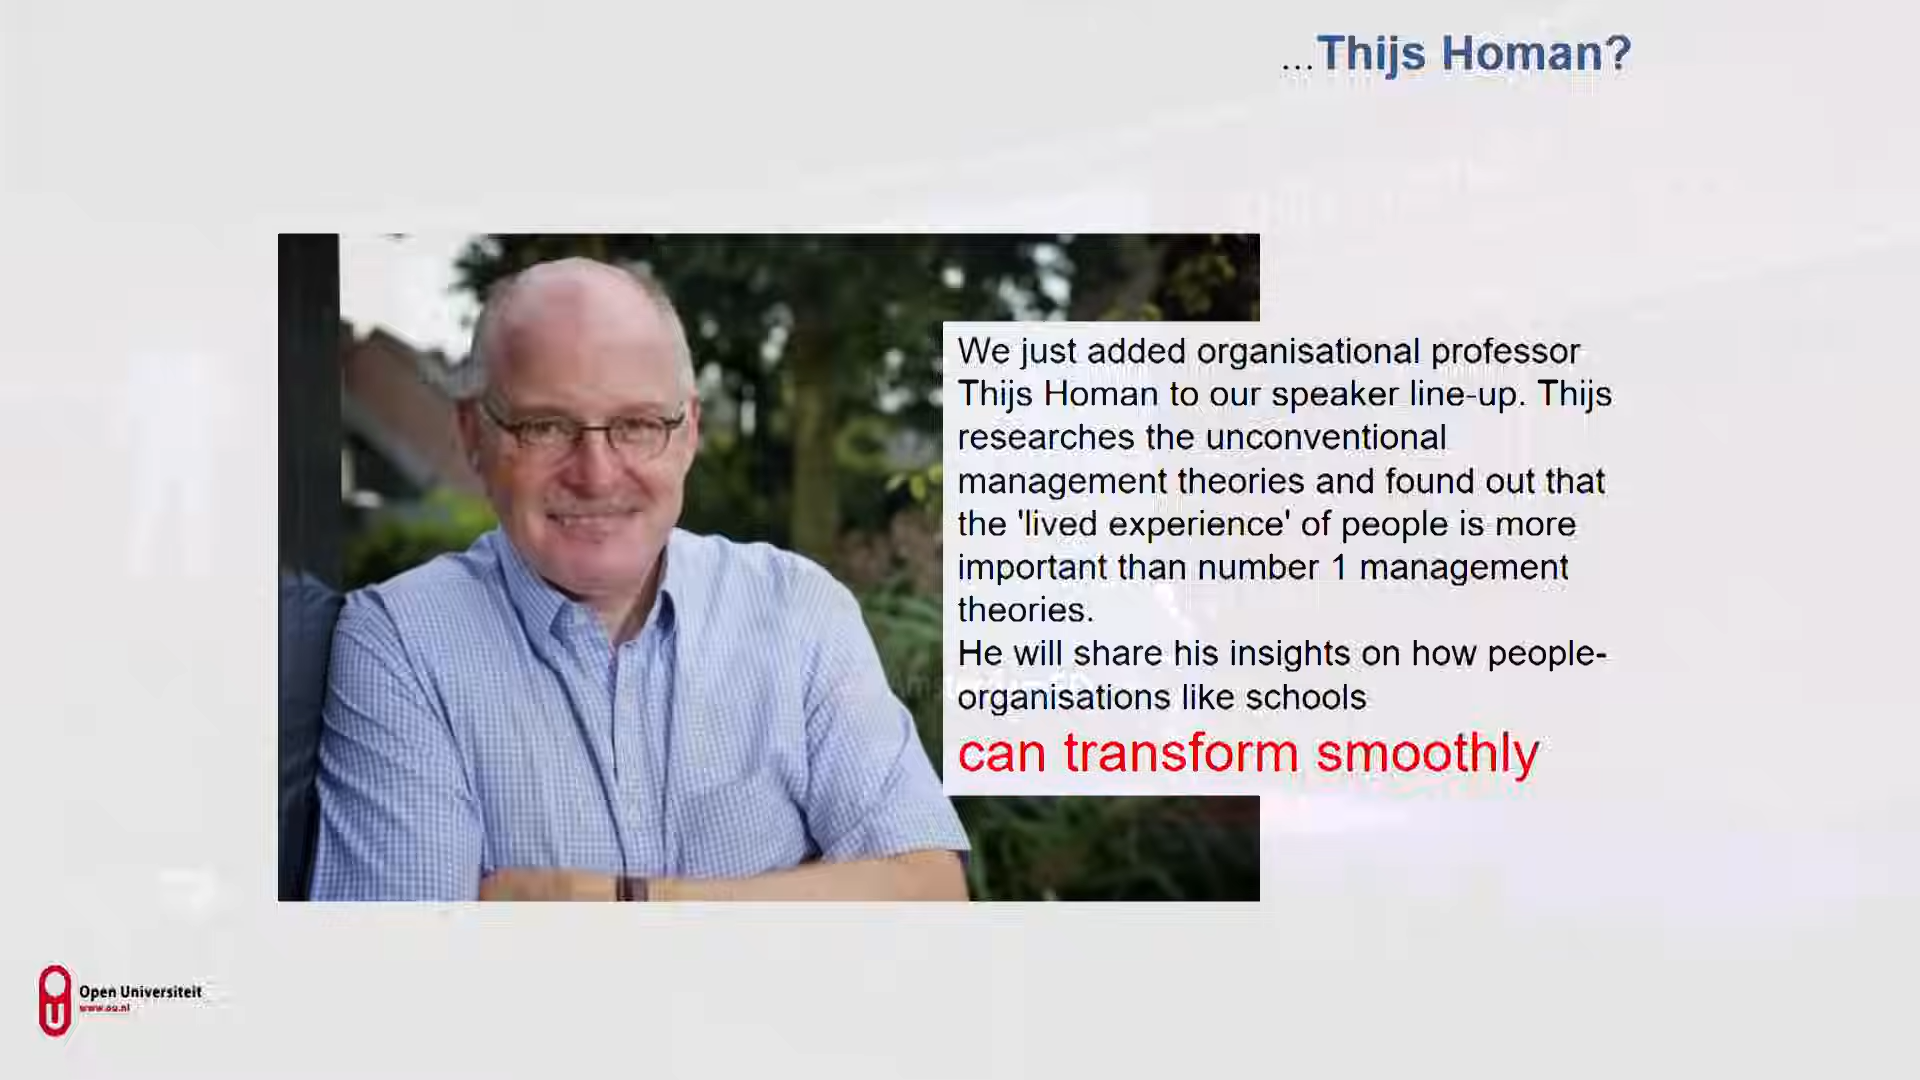 ...Thijs Homan?
We just added organisational professor
Thijs Homan to our speaker line-up. Thijs
researches the unconventional
management theories and found out that
the 'lived experience' of people is more
important than number 1 management
theories.
He will share his insights on how people-
organisations like schools
can transform smoothly
Open Universiteit
www.ou.nl